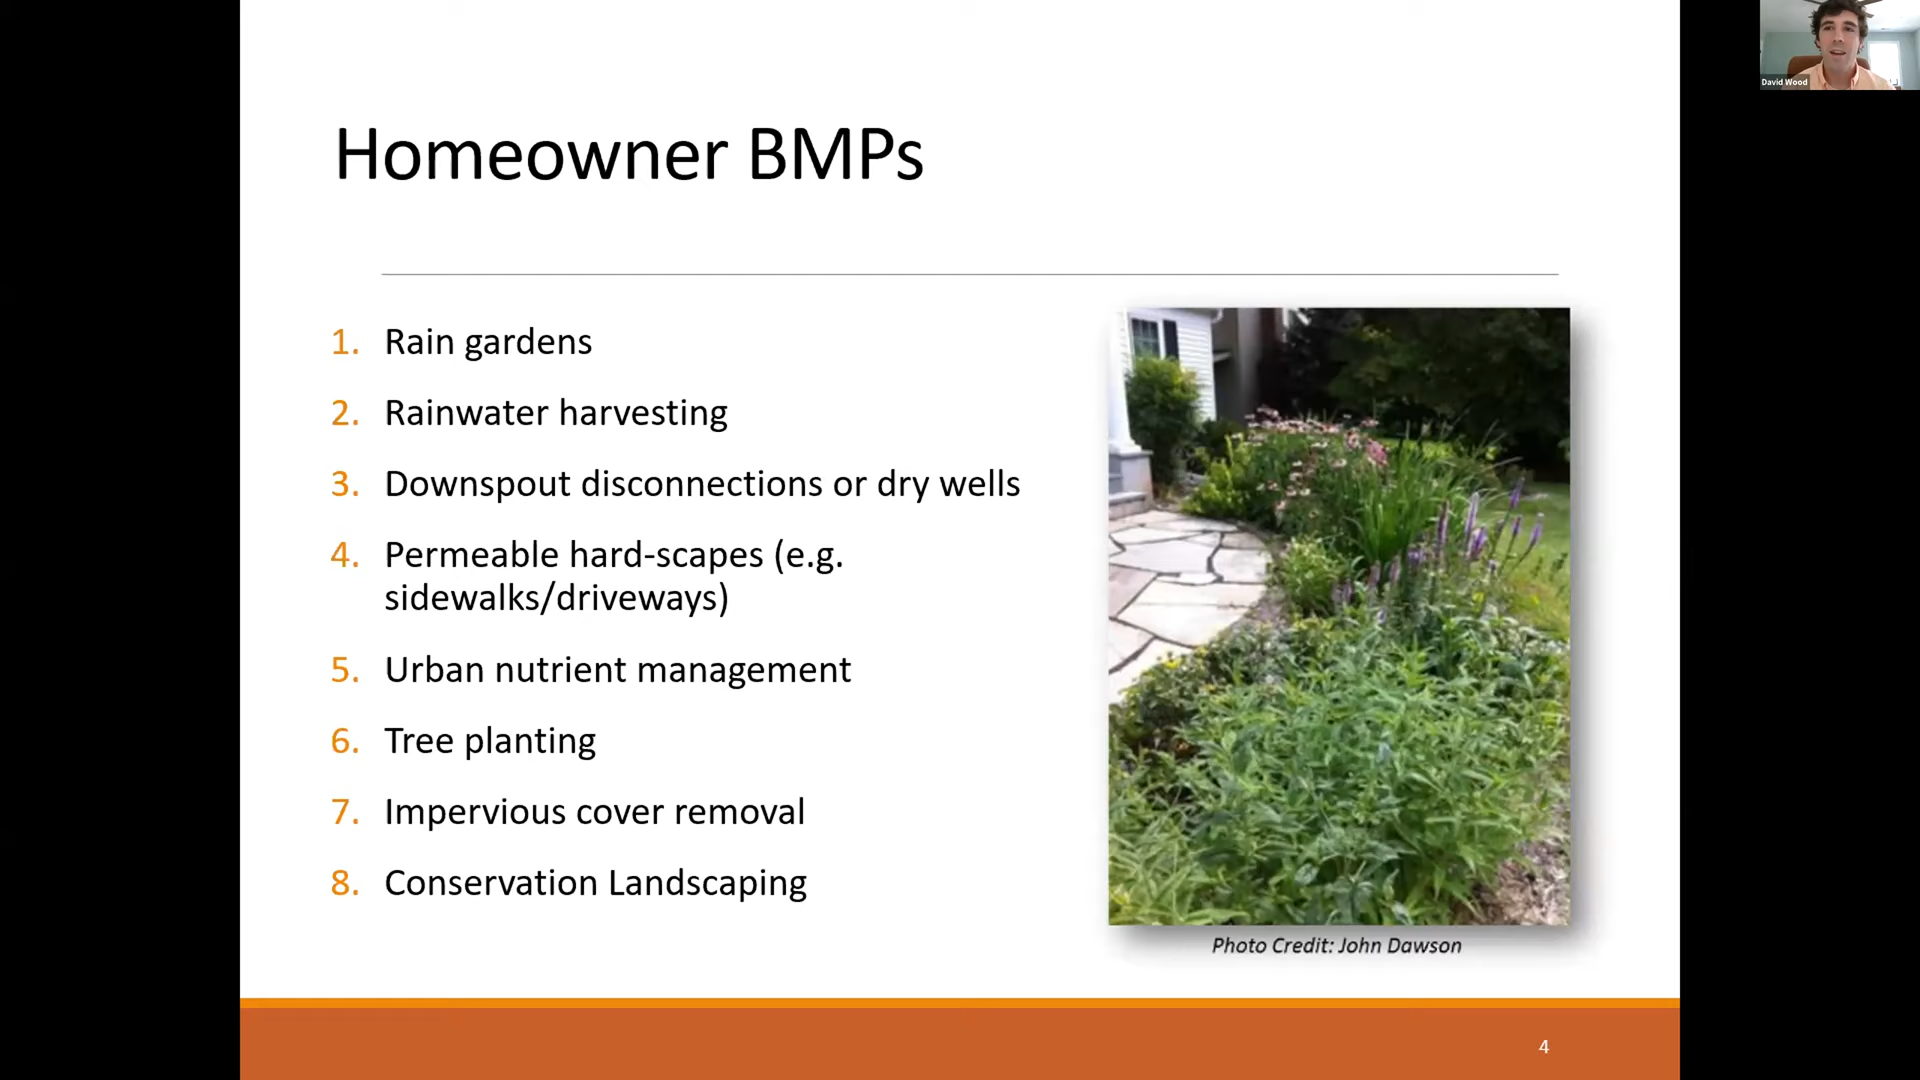 David Wood
Homeowner BMPs
1. Rain gardens
2. Rainwater harvesting
3. Downspout disconnections or dry wells
4. Permeable hard-scapes (e.g.
sidewalks/driveways)
5. Urban nutrient management
6. Tree planting
7. Impervious cover removal
8. Conservation Landscaping
Photo Credit: John Dawson
4